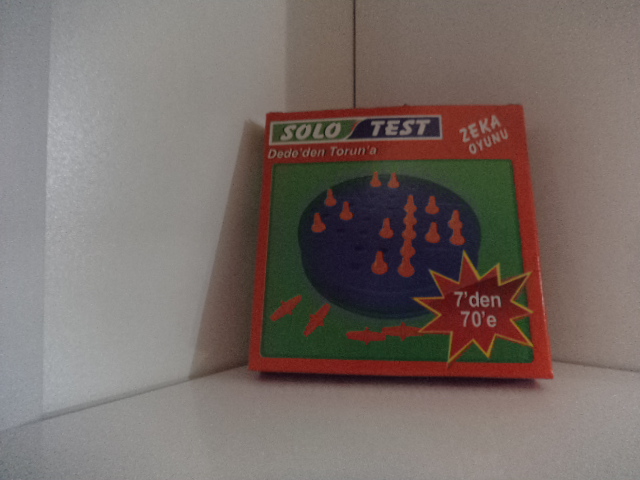 SOLO TEST
ZEKA
OYUNU
Dede'den Torun'a
7'den
70'e